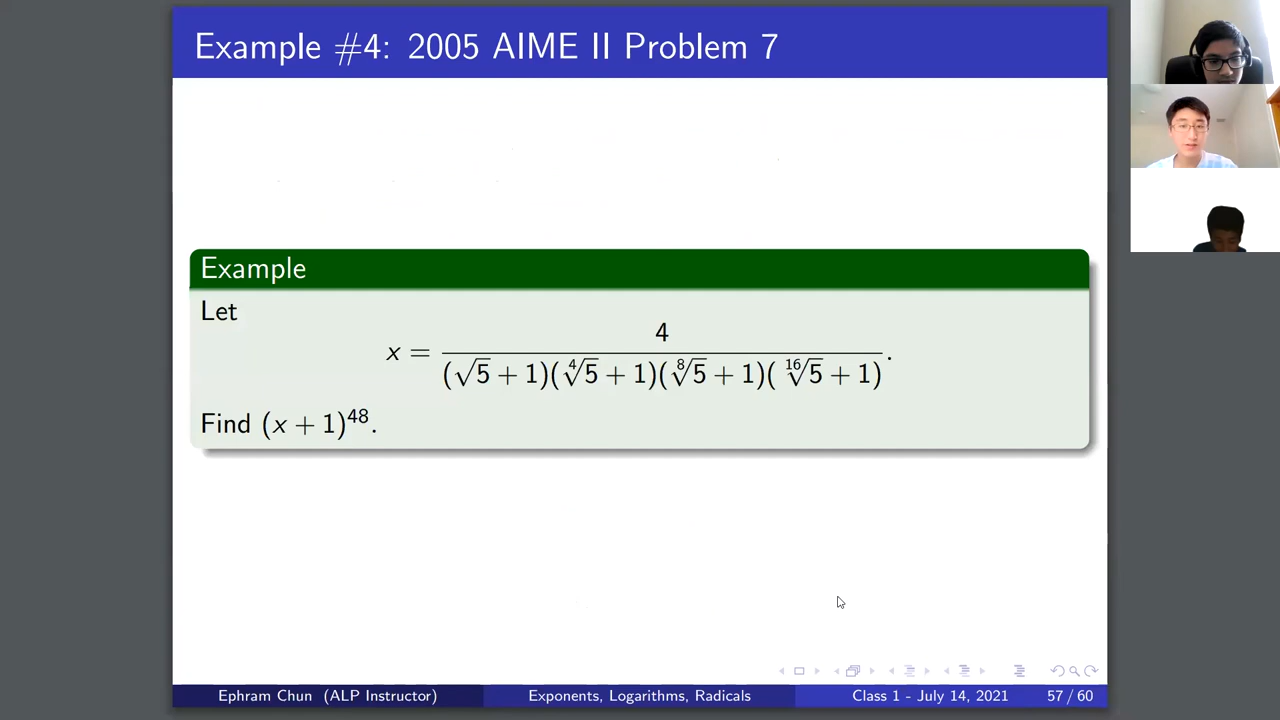 Example #4: 2005 AIME II Problem 7
Example
Let
x = 4 / (√5 + 1)(∜5 + 1)(⁸√5 + 1)(¹⁶√5 + 1).
Find (x + 1)⁴⁸.
Ephram Chun (ALP Instructor) Exponents, Logarithms, Radicals Class 1 - July 14, 2021 57 / 60